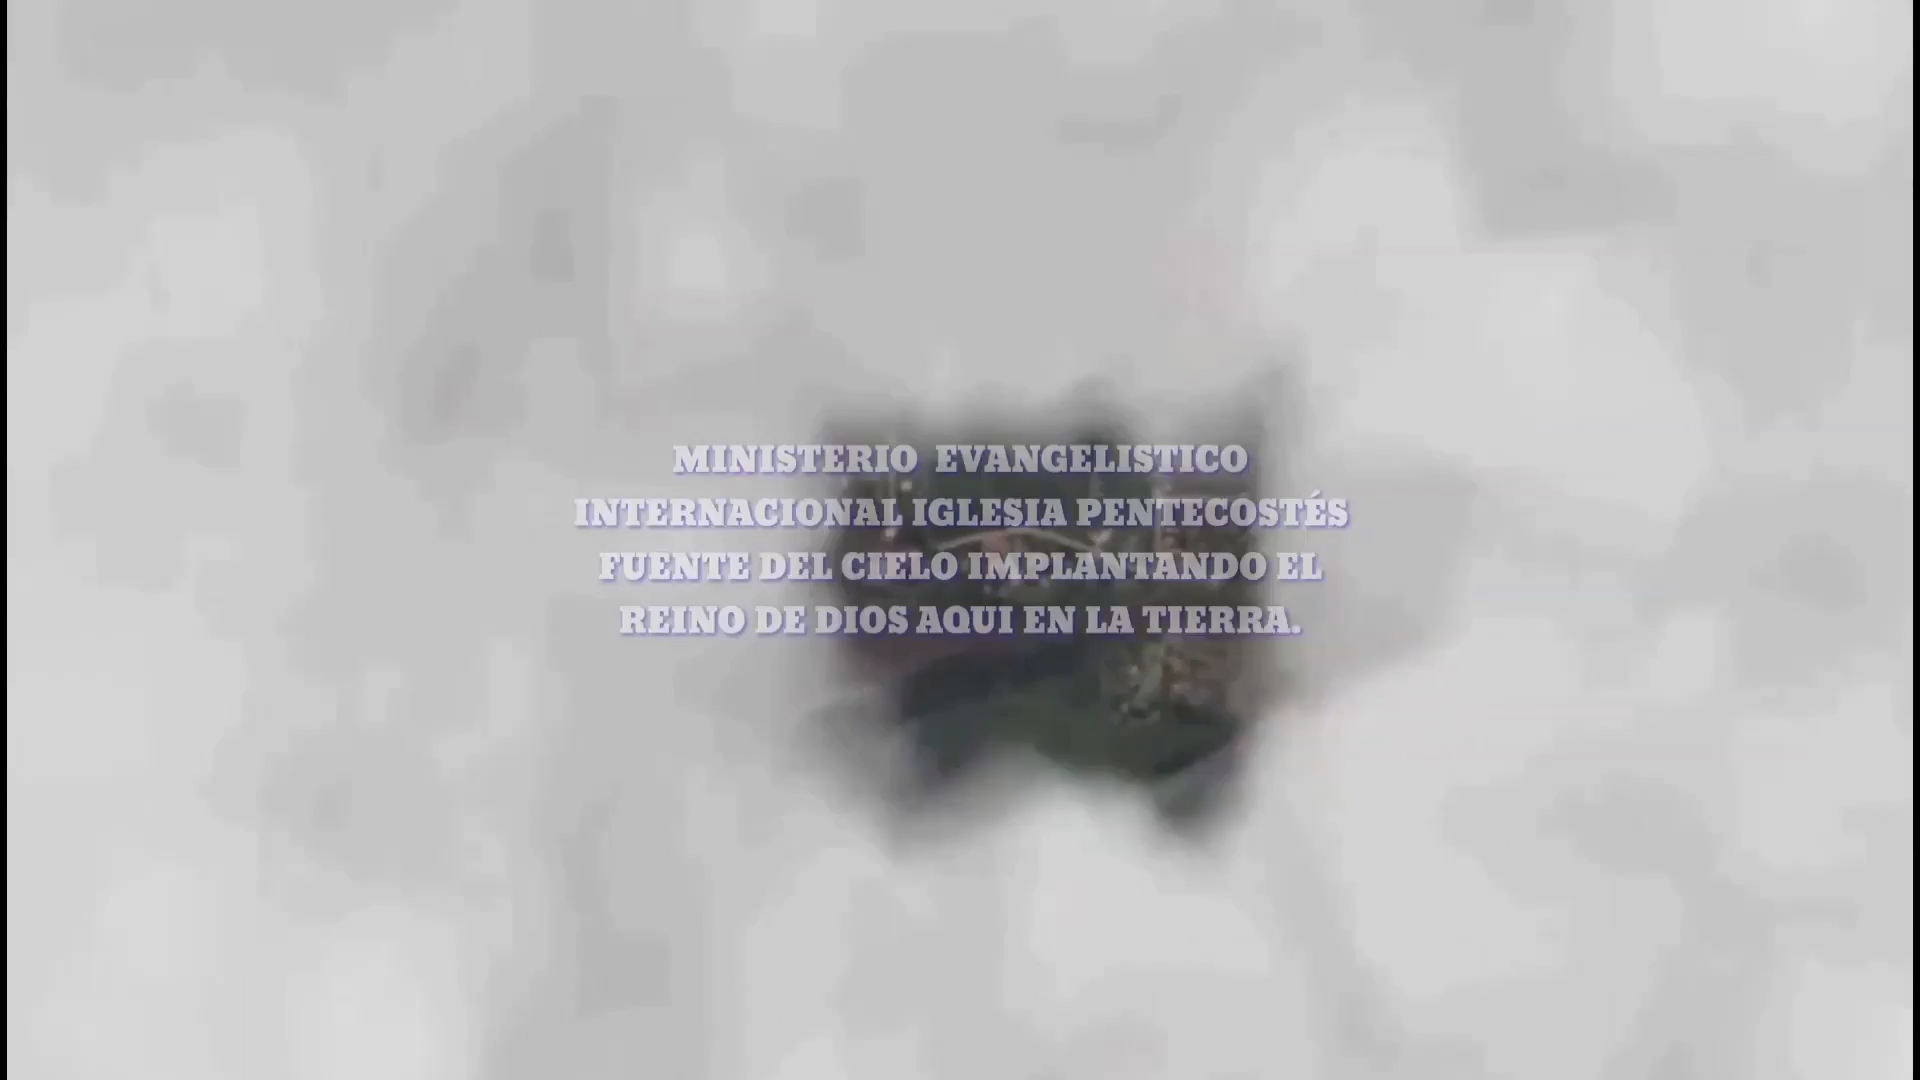 MINISTERIO EVANGELISTICO
INTERNACIONAL IGLESIA PENTECOSTÉS
FUENTE DEL CIELO IMPLANTANDO EL
REINO DE DIOS AQUI EN LA TIERRA.